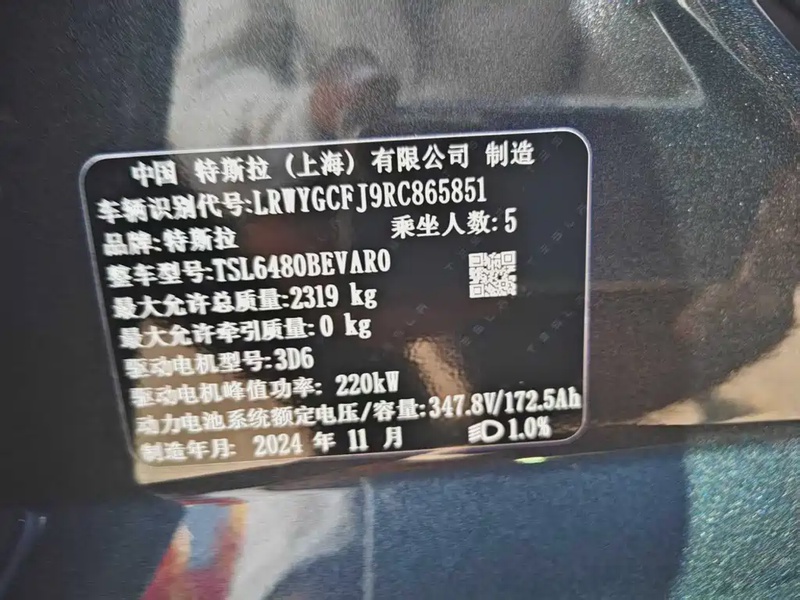 中国 特斯拉（上海）有限公司 制造
车辆识别代号:LRWYGCFJ9RC865851
品牌:特斯拉 乘坐人数:5
整车型号:TSL6480BEVAR0
最大允许总质量:2319 kg
最大允许牵引质量:0 kg
驱动电机型号:3D6
驱动电机峰值功率: 220kW
动力电池系统额定电压/容量:347.8V/172.5Ah
制造年月: 2024 年 11 月 1.0%